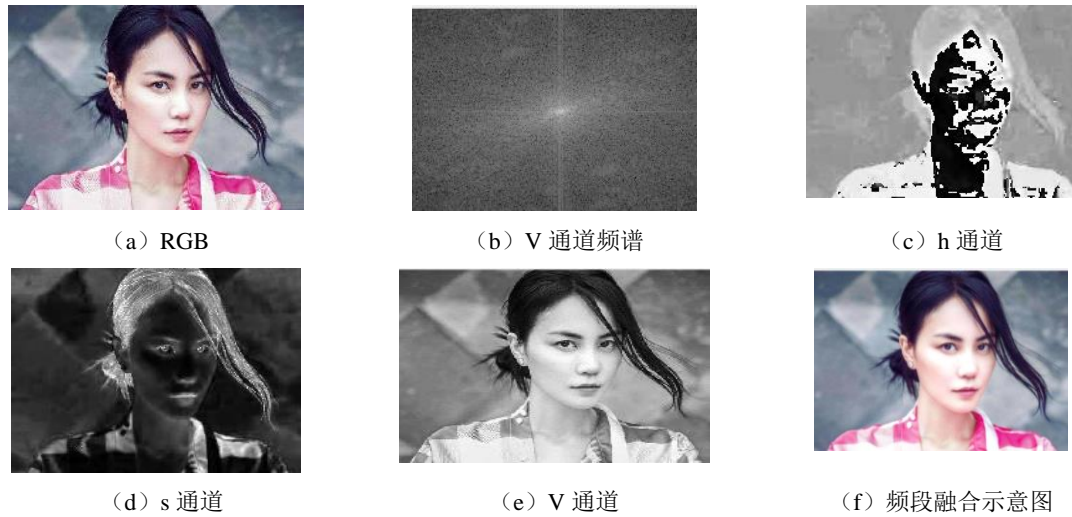 （a）RGB
（b）V 通道频谱
（c）h 通道
（d）s 通道
（e）V 通道
（f）频段融合示意图